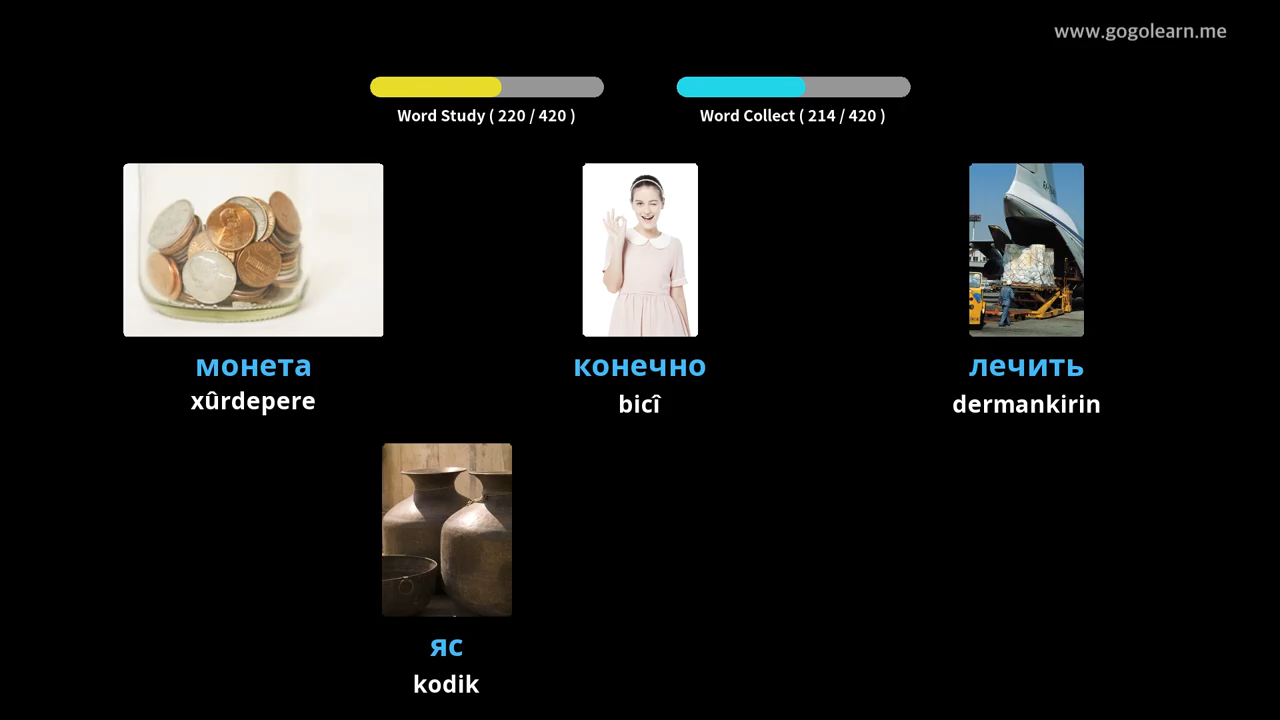 www.gogolearn.me
Word Study ( 220 / 420 )
Word Collect ( 214 / 420 )
монета
xûrdepere
конечно
bicî
лечить
dermankirin
яс
kodik